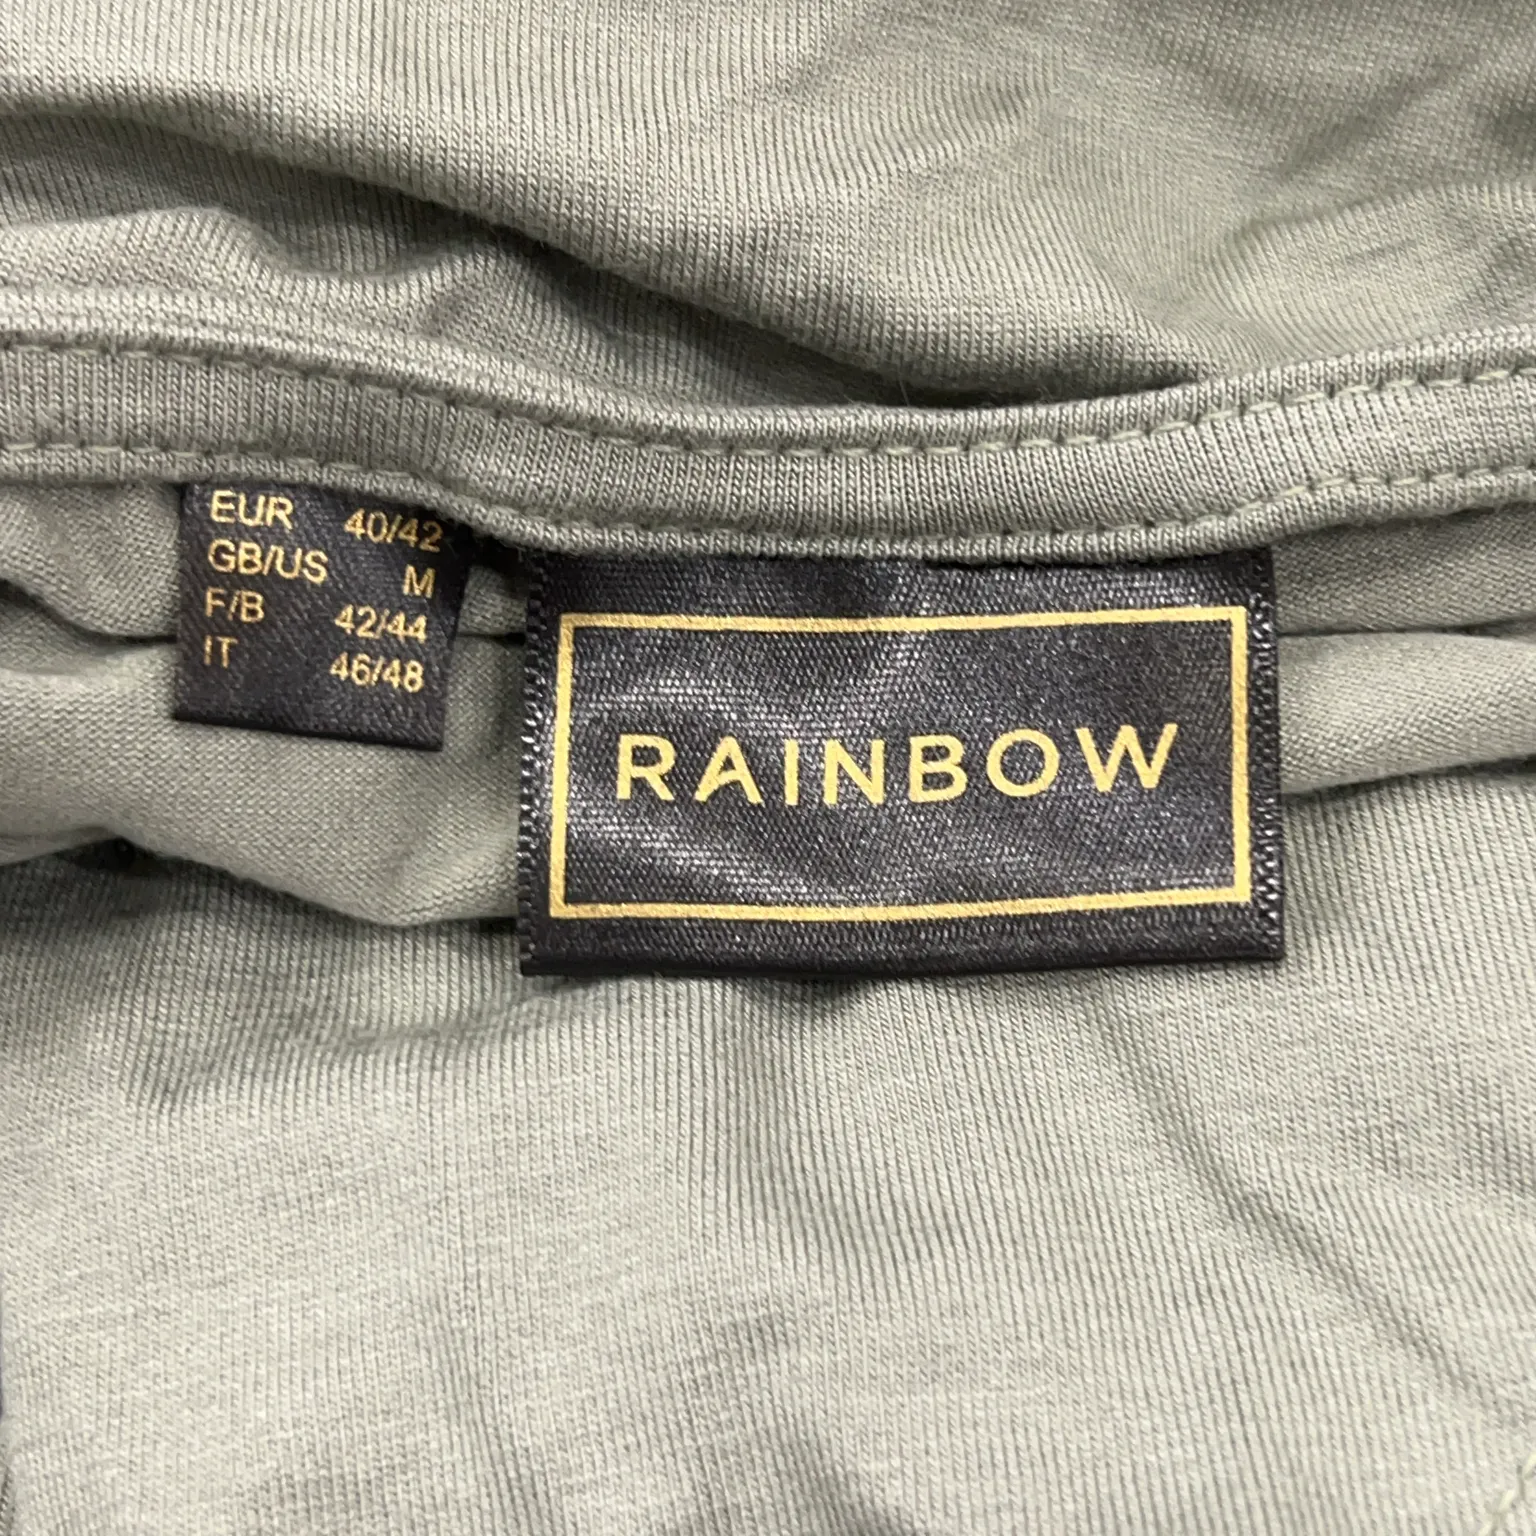 EUR 40/42
GB/US M
F/B 42/44
IT 46/48
RAINBOW